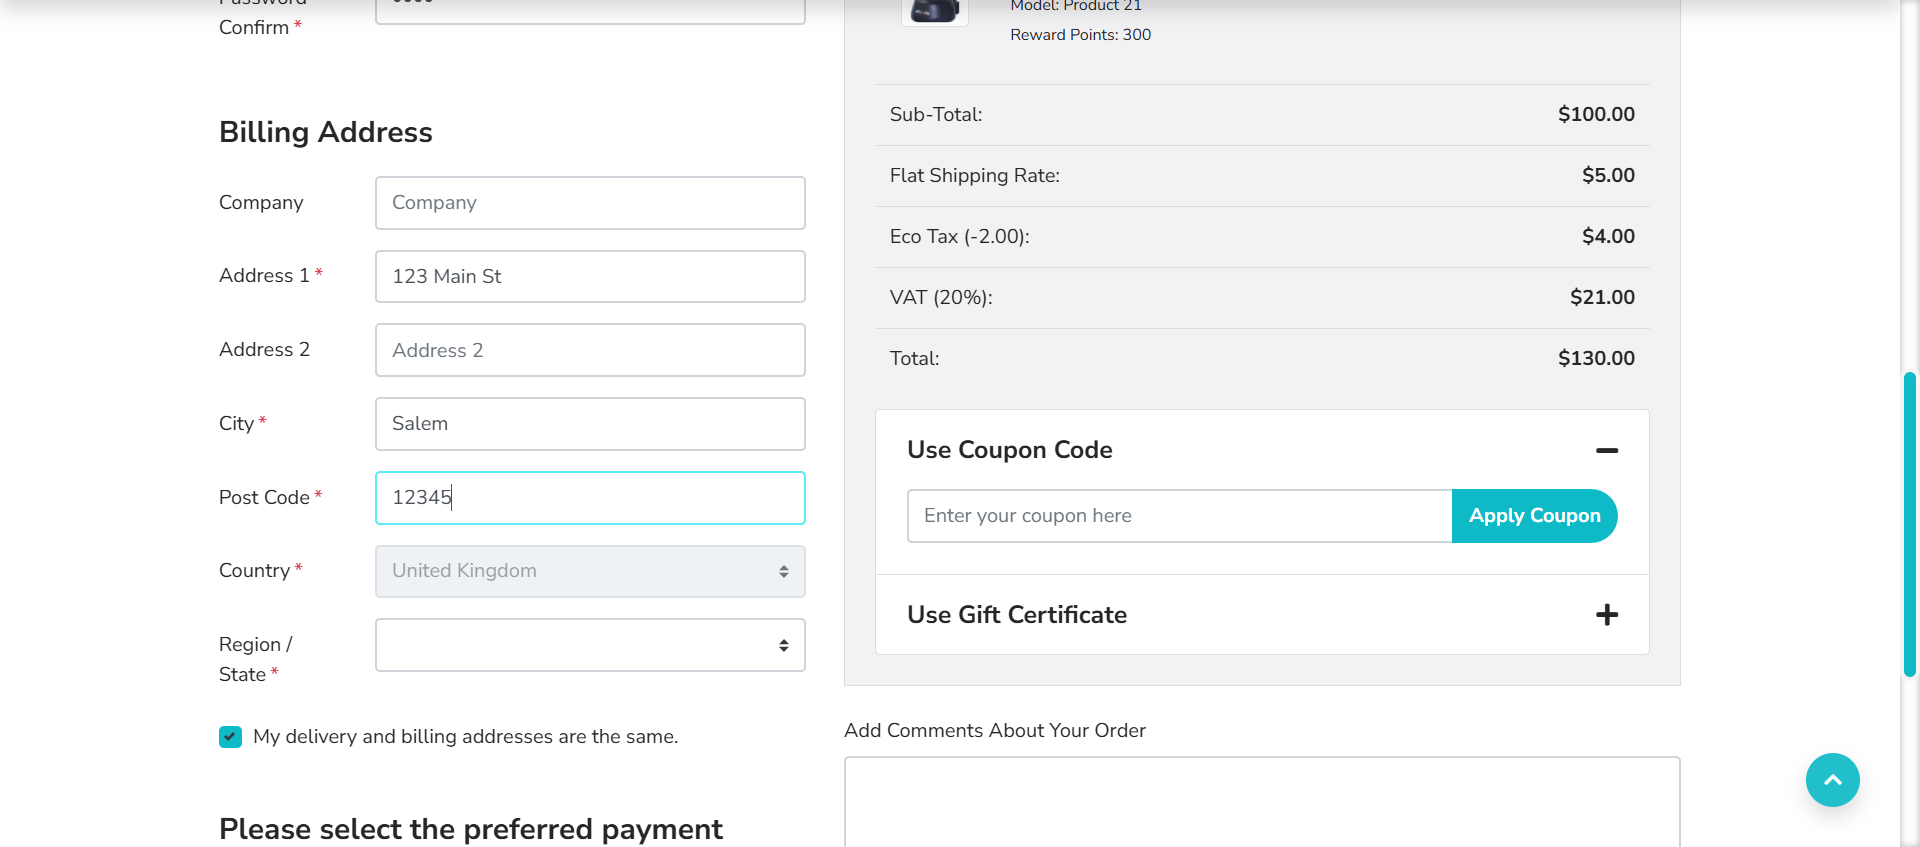 Password
Confirm *
Billing Address
Company
Company
Address 1 *
123 Main St
Address 2
Address 2
City *
Salem
Post Code *
12345
Country *
United Kingdom
Region /
State *
My delivery and billing addresses are the same.
Please select the preferred payment
Model: Product 21
Reward Points: 300
Sub-Total:
$100.00
Flat Shipping Rate:
$5.00
Eco Tax (-2.00):
$4.00
VAT (20%):
$21.00
Total:
$130.00
Use Coupon Code
Enter your coupon here
Apply Coupon
Use Gift Certificate
Add Comments About Your Order